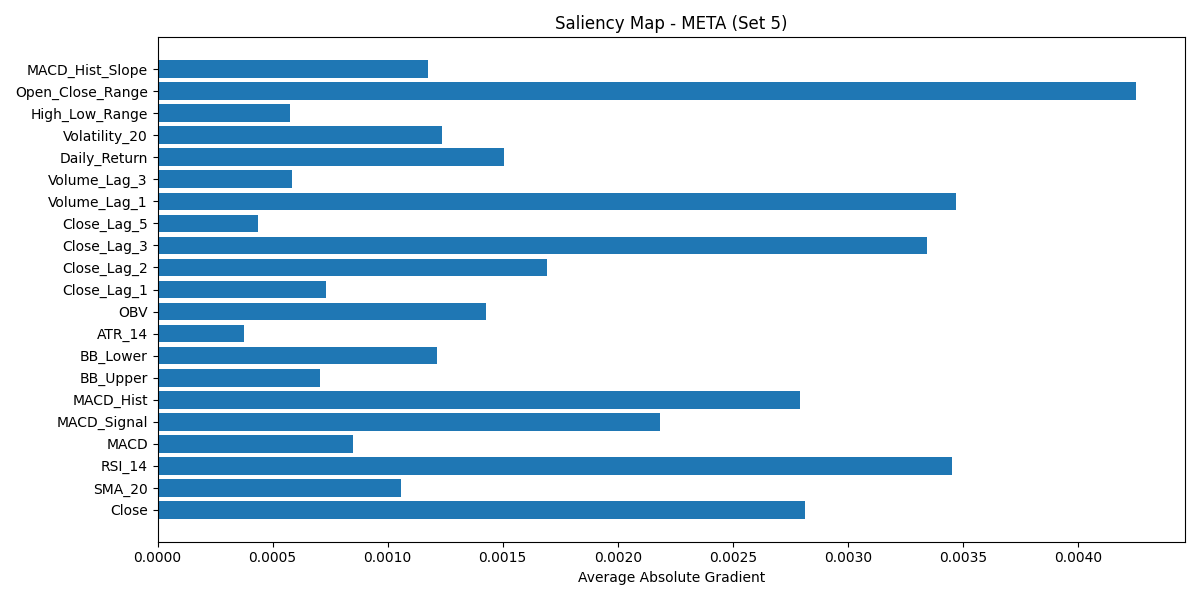 Saliency Map - META (Set 5)
MACD_Hist_Slope
Open_Close_Range
High_Low_Range
Volatility_20
Daily_Return
Volume_Lag_3
Volume_Lag_1
Close_Lag_5
Close_Lag_3
Close_Lag_2
Close_Lag_1
OBV
ATR_14
BB_Lower
BB_Upper
MACD_Hist
MACD_Signal
MACD
RSI_14
SMA_20
Close
0.0000 0.0005 0.0010 0.0015 0.0020 0.0025 0.0030 0.0035 0.0040
Average Absolute Gradient